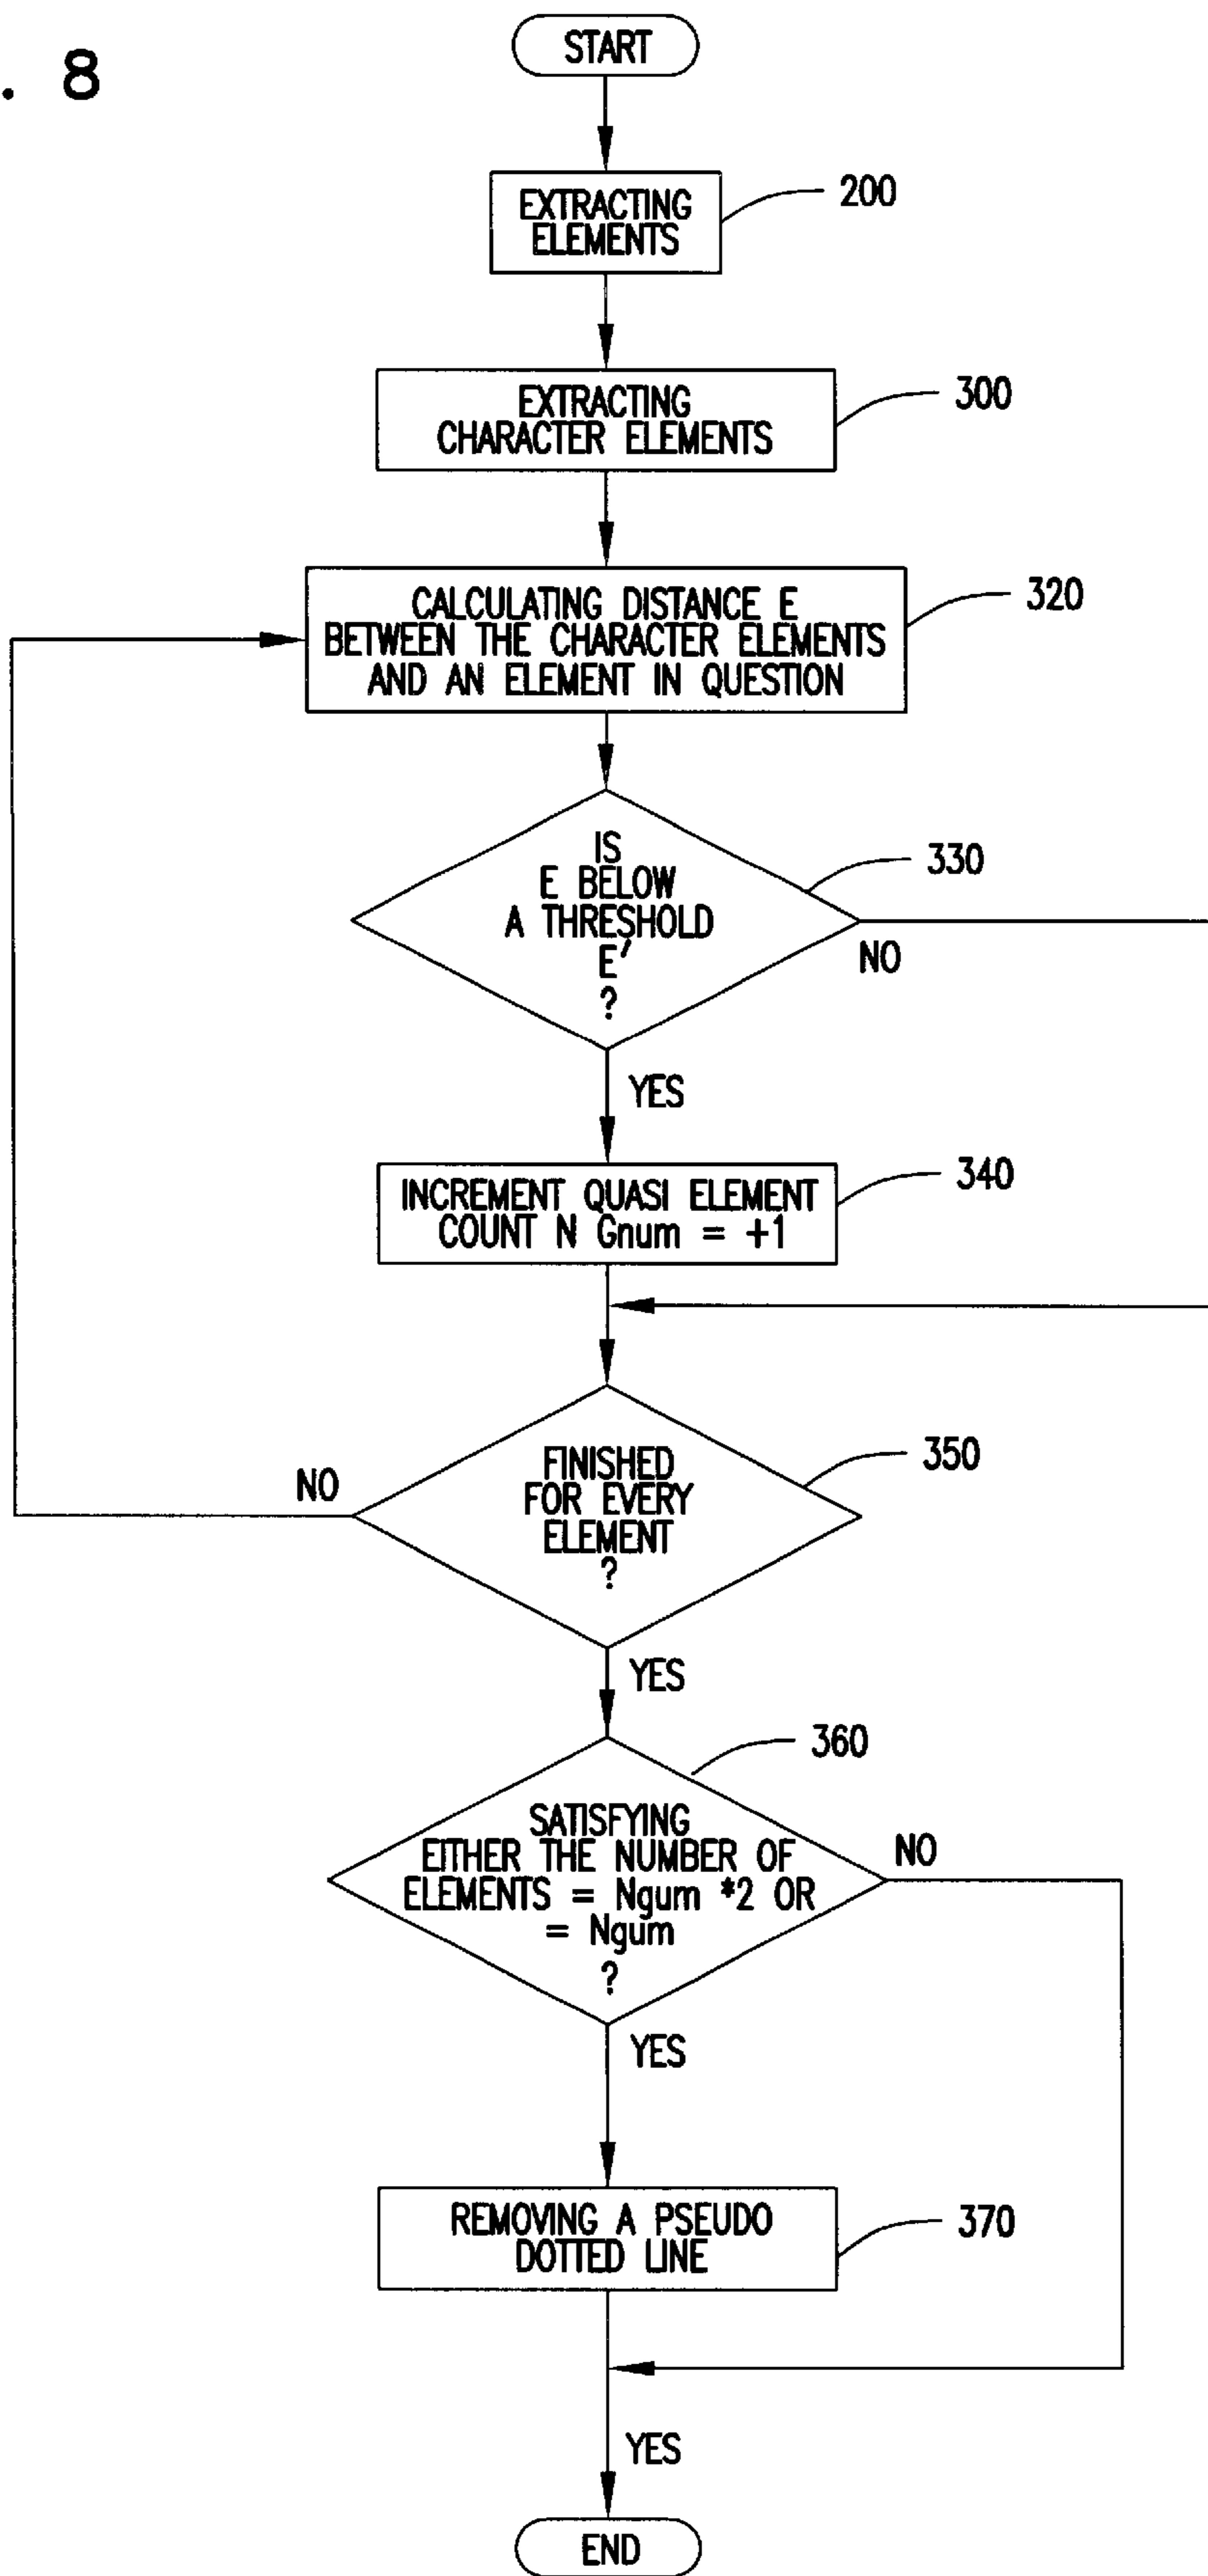 . 8
START
EXTRACTING
ELEMENTS
200
EXTRACTING
CHARACTER ELEMENTS
300
CALCULATING DISTANCE E
BETWEEN THE CHARACTER ELEMENTS
AND AN ELEMENT IN QUESTION
320
IS
E BELOW
A THRESHOLD
E'
?
330
NO
YES
INCREMENT QUASI ELEMENT
COUNT N Gnum = +1
340
FINISHED
FOR EVERY
ELEMENT
?
350
NO
YES
360
SATISFYING
EITHER THE NUMBER OF
ELEMENTS = Ngum *2 OR
= Ngum
?
NO
YES
REMOVING A PSEUDO
DOTTED LINE
370
YES
END